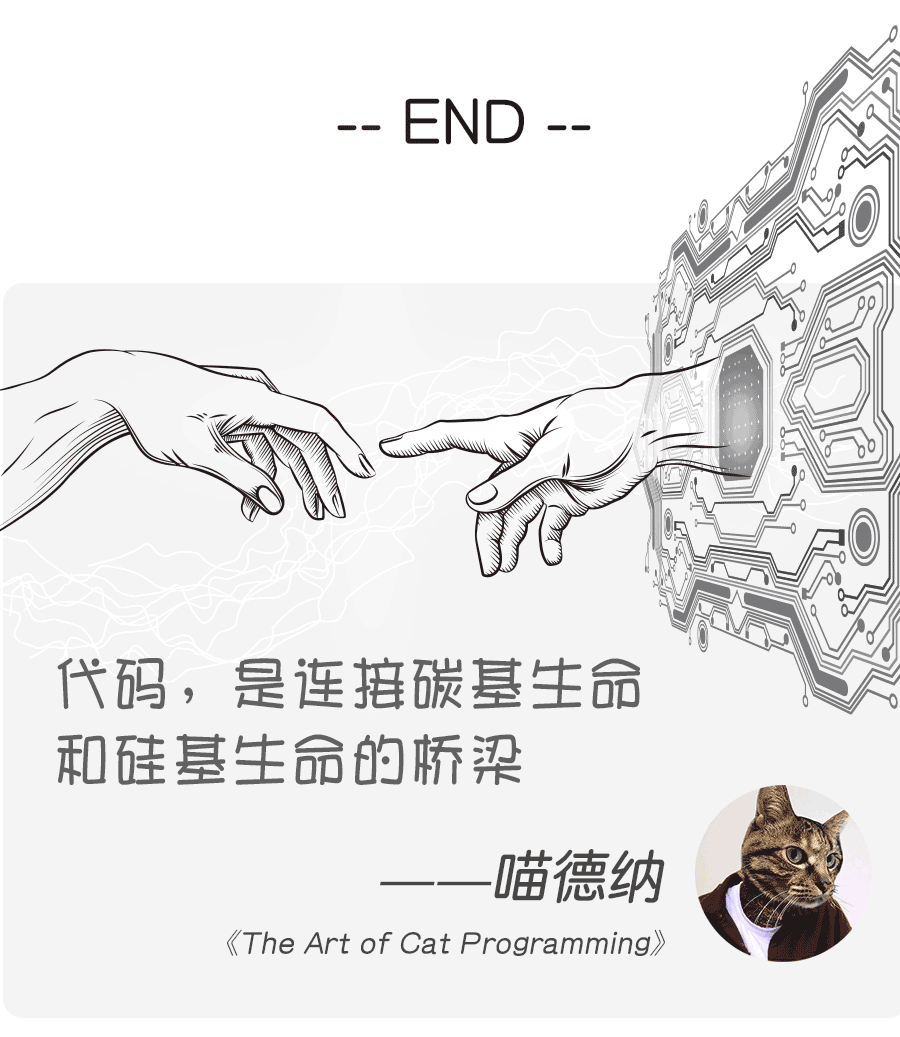 -- END --
代码，是连接碳基生命
和硅基生命的桥梁
——喵德纳
《The Art of Cat Programming》